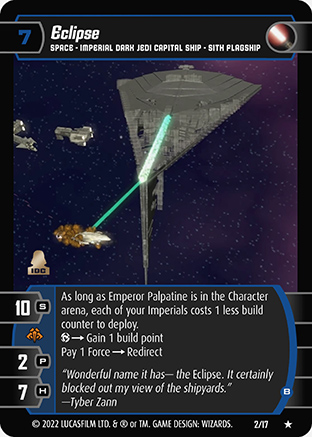 7
Eclipse
SPACE - IMPERIAL DARK JEDI CAPITAL SHIP - SITH FLAGSHIP
IDC
10 S
2 P
7 H
As long as Emperor Palpatine is in the Character
arena, each of your Imperials costs 1 less build
counter to deploy.
→ Gain 1 build point
Pay 1 Force → Redirect
"Wonderful name it has— the Eclipse. It certainly
blocked out my view of the shipyards."
—Tyber Zann
B
© 2022 LUCASFILM LTD. & ® or TM. GAME DESIGN: WIZARDS. 2/17 ★